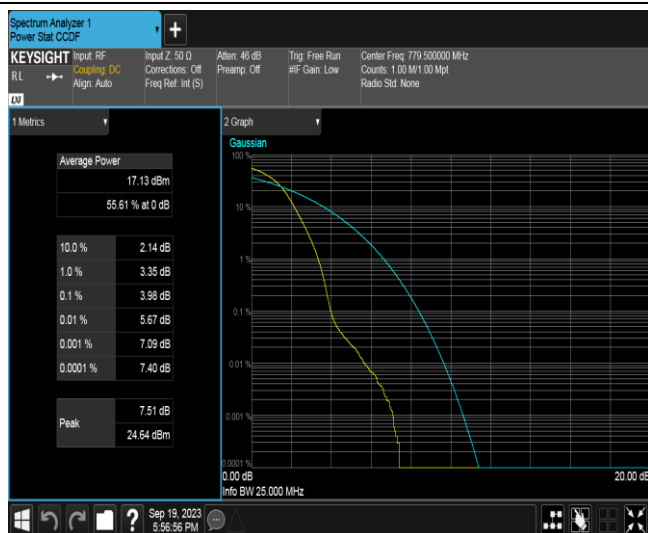 Spectrum Analyzer 1
Power Stat CCDF
+
KEYSIGHT
RL
LXI
Input: RF
Coupling: DC
Align: Auto
Input Z: 50 Ω
Corrections: Off
Freq Ref: Int (S)
Atten: 46 dB
Preamp: Off
Trig: Free Run
#IF Gain: Low
Center Freq: 779.500000 MHz
Counts: 1.00 M/1.00 Mpt
Radio Std: None
1 Metrics
Average Power
17.13 dBm
55.61 % at 0 dB
10.0 % 2.14 dB
1.0 % 3.35 dB
0.1 % 3.98 dB
0.01 % 5.67 dB
0.001 % 7.09 dB
0.0001 % 7.40 dB
Peak
7.51 dB
24.64 dBm
2 Graph
Gaussian
100 %
10 %
1 %
0.1 %
0.01 %
0.001 %
0.0001 %
0.00 dB 20.00 dB
Info BW 25.000 MHz
?
Sep 19, 2023
5:56:56 PM